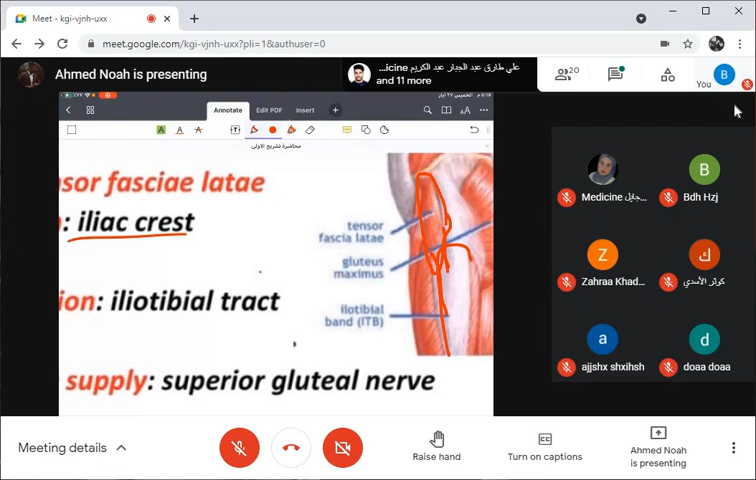 Meet - kgi-vjnh-uxx
meet.google.com/kgi-vjnh-uxx?pli=1&authuser=0
Ahmed Noah is presenting
علي طارق عبد الجبار عبد الكريم icine...
and 11 more
20
You
B
Annotate
Edit PDF
Insert
محاضرة تشريح الاولى
nsor fasciae latae
: iliac crest
ion: iliotibial tract
supply: superior gluteal nerve
tensor
fascia latae
gluteus
maximus
ilotibial
band (ITB)
B
Medicine ...جابل
Bdh Hzj
Z
ك
Zahraa Khad...
كوثر الأسدي
a
d
ajjshx shxihsh
doaa doaa
Meeting details
Raise hand
Turn on captions
Ahmed Noah
is presenting